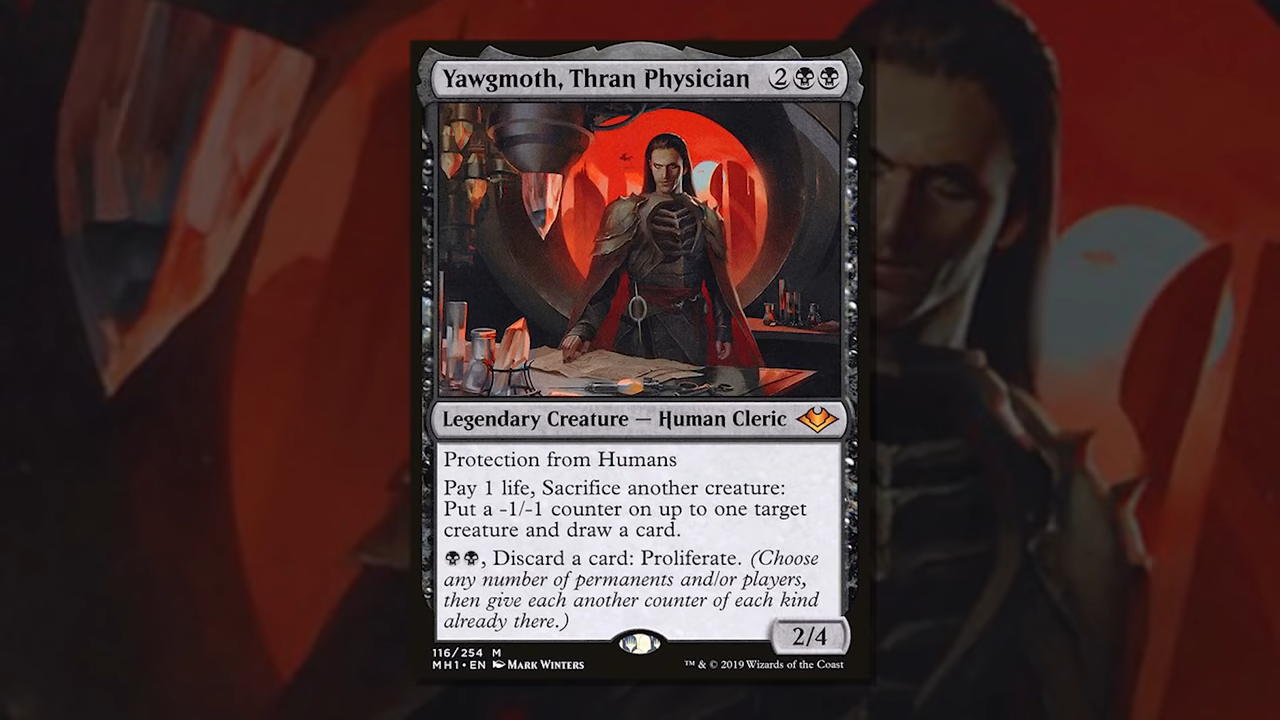 Yawgmoth, Thran Physician 2
Legendary Creature — Human Cleric
Protection from Humans
Pay 1 life, Sacrifice another creature:
Put a -1/-1 counter on up to one target
creature and draw a card.
, Discard a card: Proliferate. (Choose
any number of permanents and/or players,
then give each another counter of each kind
already there.)
2/4
116/254 M
MH1 • EN Mark Winters
™ & © 2019 Wizards of the Coast